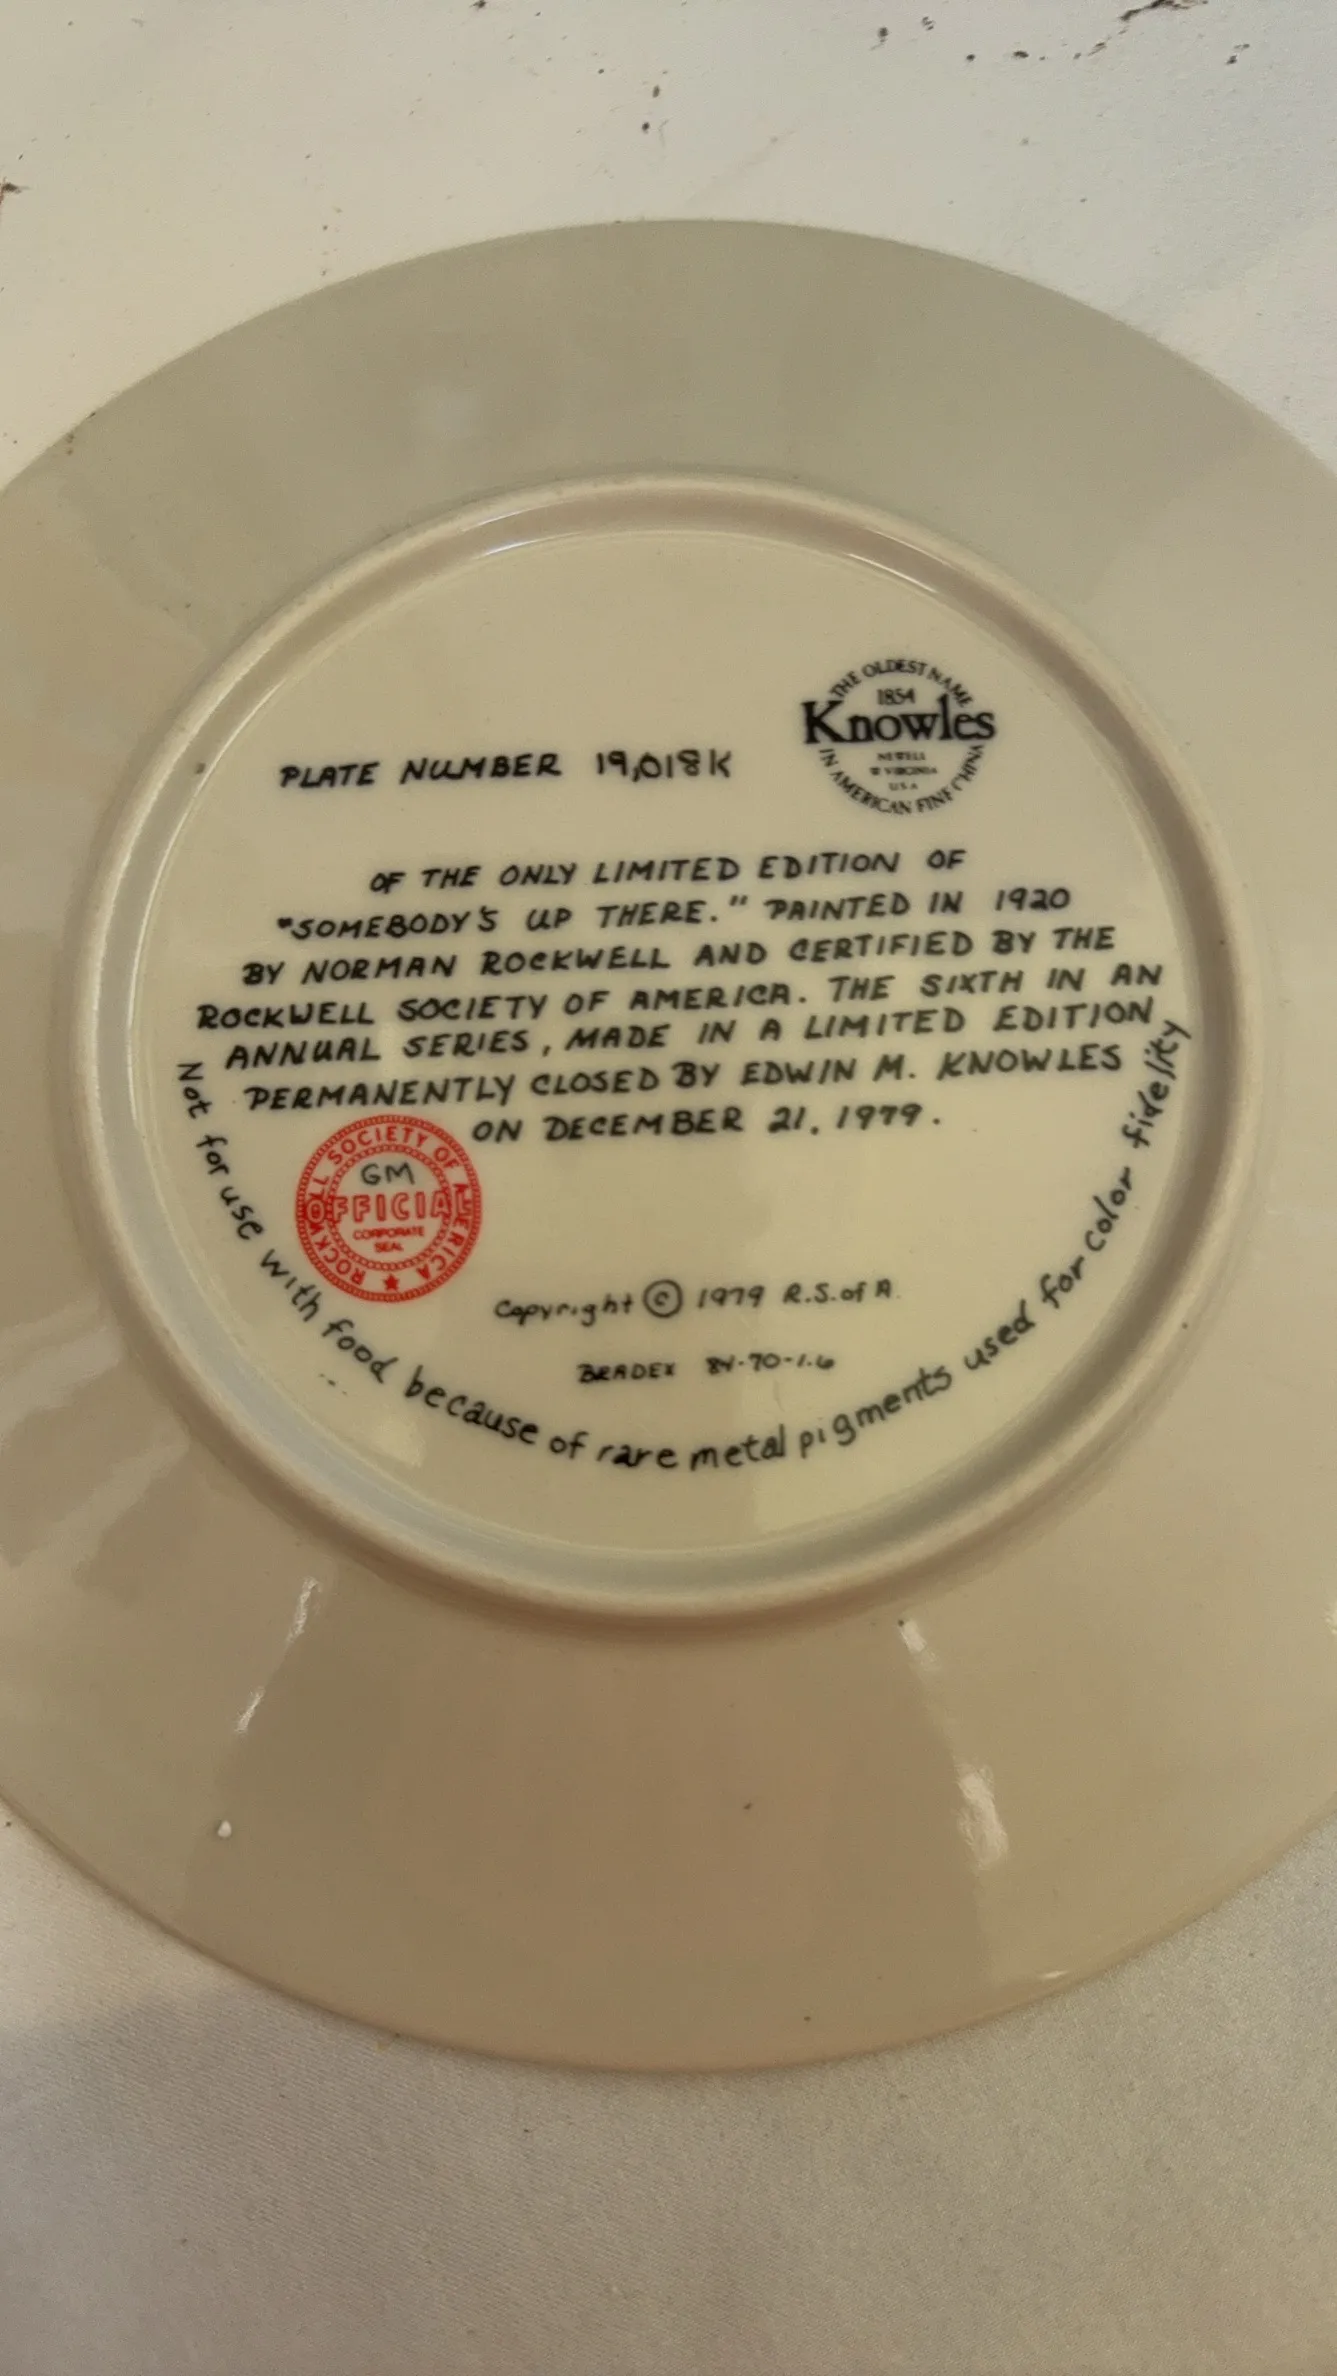 THE OLDEST NAME
1854
Knowles
NEWELL
W VIRGINIA
U.S.A
IN AMERICAN FINE CHINA
PLATE NUMBER 19,018K
OF THE ONLY LIMITED EDITION OF
"SOMEBODY'S UP THERE." PAINTED IN 1920
BY NORMAN ROCKWELL AND CERTIFIED BY THE
ROCKWELL SOCIETY OF AMERICA. THE SIXTH IN AN
ANNUAL SERIES, MADE IN A LIMITED EDITION
PERMANENTLY CLOSED BY EDWIN M. KNOWLES
ON DECEMBER 21, 1979.
ROCKWELL SOCIETY OF AMERICA
GM
OFFICIAL
CORPORATE
SEAL
Copyright © 1979 R.S.of A.
BRADEX 84-70-1.6
Not for use with food because of rare metal pigments used for color fidelity